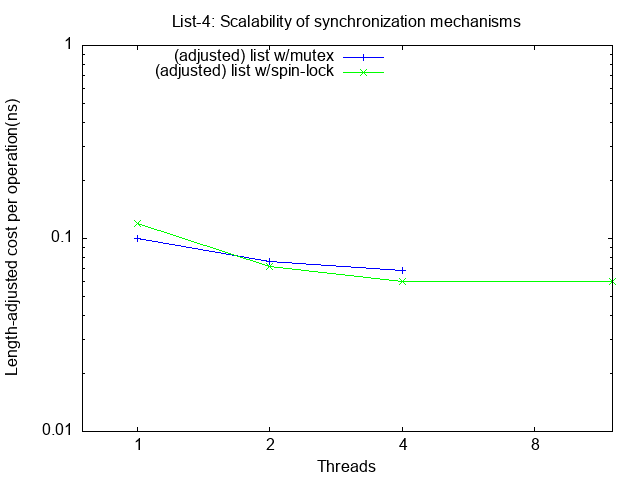 List-4: Scalability of synchronization mechanisms
(adjusted) list w/mutex
(adjusted) list w/spin-lock
Length-adjusted cost per operation(ns)
1
0.1
0.01
1
2
4
8
Threads